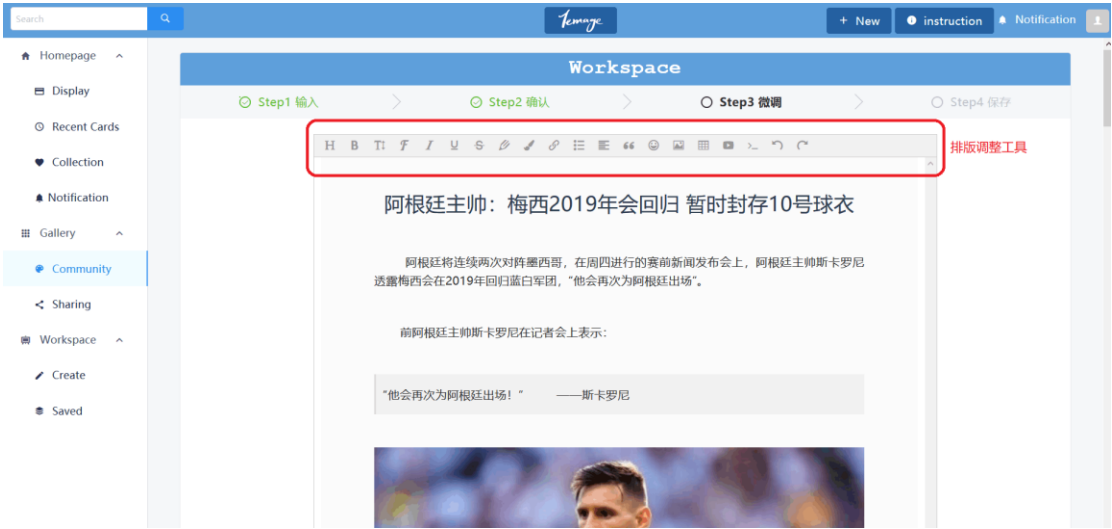 Search
Temage
+ New
instruction
Notification
Homepage
Display
Recent Cards
Collection
Notification
Gallery
Community
Sharing
Workspace
Create
Saved
Workspace
Step1 输入
Step2 确认
Step3 微调
Step4 保存
排版调整工具
阿根廷主帅：梅西2019年会回归 暂时封存10号球衣
阿根廷将连续两次对阵墨西哥，在周四进行的赛前新闻发布会上，阿根廷主帅斯卡罗尼
透露梅西会在2019年回归蓝白军团，“他会再次为阿根廷出场”。
前阿根廷主帅斯卡罗尼在记者会上表示：
“他会再次为阿根廷出场！” ——斯卡罗尼